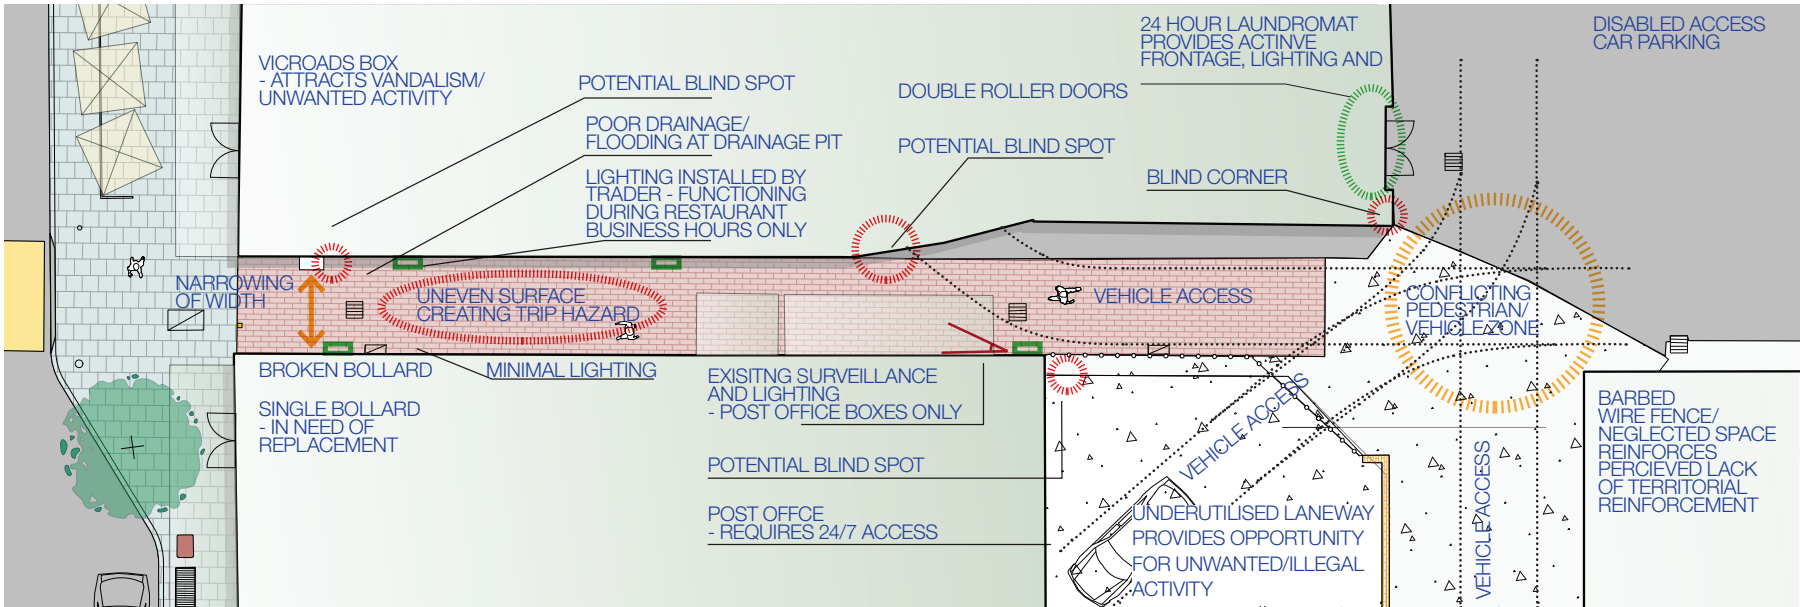 VICROADS BOX
- ATTRACTS VANDALISM/
UNWANTED ACTIVITY
POTENTIAL BLIND SPOT
POOR DRAINAGE/
FLOODING AT DRAINAGE PIT
LIGHTING INSTALLED BY
TRADER - FUNCTIONING
DURING RESTAURANT
BUSINESS HOURS ONLY
DOUBLE ROLLER DOORS
POTENTIAL BLIND SPOT
24 HOUR LAUNDROMAT
PROVIDES ACTINVE
FRONTAGE, LIGHTING AND
BLIND CORNER
DISABLED ACCESS
CAR PARKING
NARROWING
OF WIDTH
UNEVEN SURFACE
CREATING TRIP HAZARD
VEHICLE ACCESS
CONFLICTING
PEDESTRIAN/
VEHICLE ZONE
BROKEN BOLLARD
SINGLE BOLLARD
- IN NEED OF
REPLACEMENT
MINIMAL LIGHTING
EXISITNG SURVEILLANCE
AND LIGHTING
- POST OFFICE BOXES ONLY
POTENTIAL BLIND SPOT
POST OFFCE
- REQUIRES 24/7 ACCESS
VEHICLE ACCESS
UNDERUTILISED LANEWAY
PROVIDES OPPORTUNITY
FOR UNWANTED/ILLEGAL
ACTIVITY
VEHICLE ACCESS
BARBED
WIRE FENCE/
NEGLECTED SPACE
REINFORCES
PERCIEVED LACK
OF TERRITORIAL
REINFORCEMENT